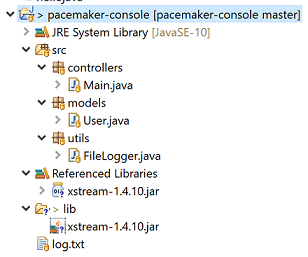 > pacemaker-console [pacemaker-console master]
JRE System Library [JavaSE-10]
src
controllers
Main.java
models
User.java
utils
FileLogger.java
Referenced Libraries
xstream-1.4.10.jar
> lib
xstream-1.4.10.jar
log.txt